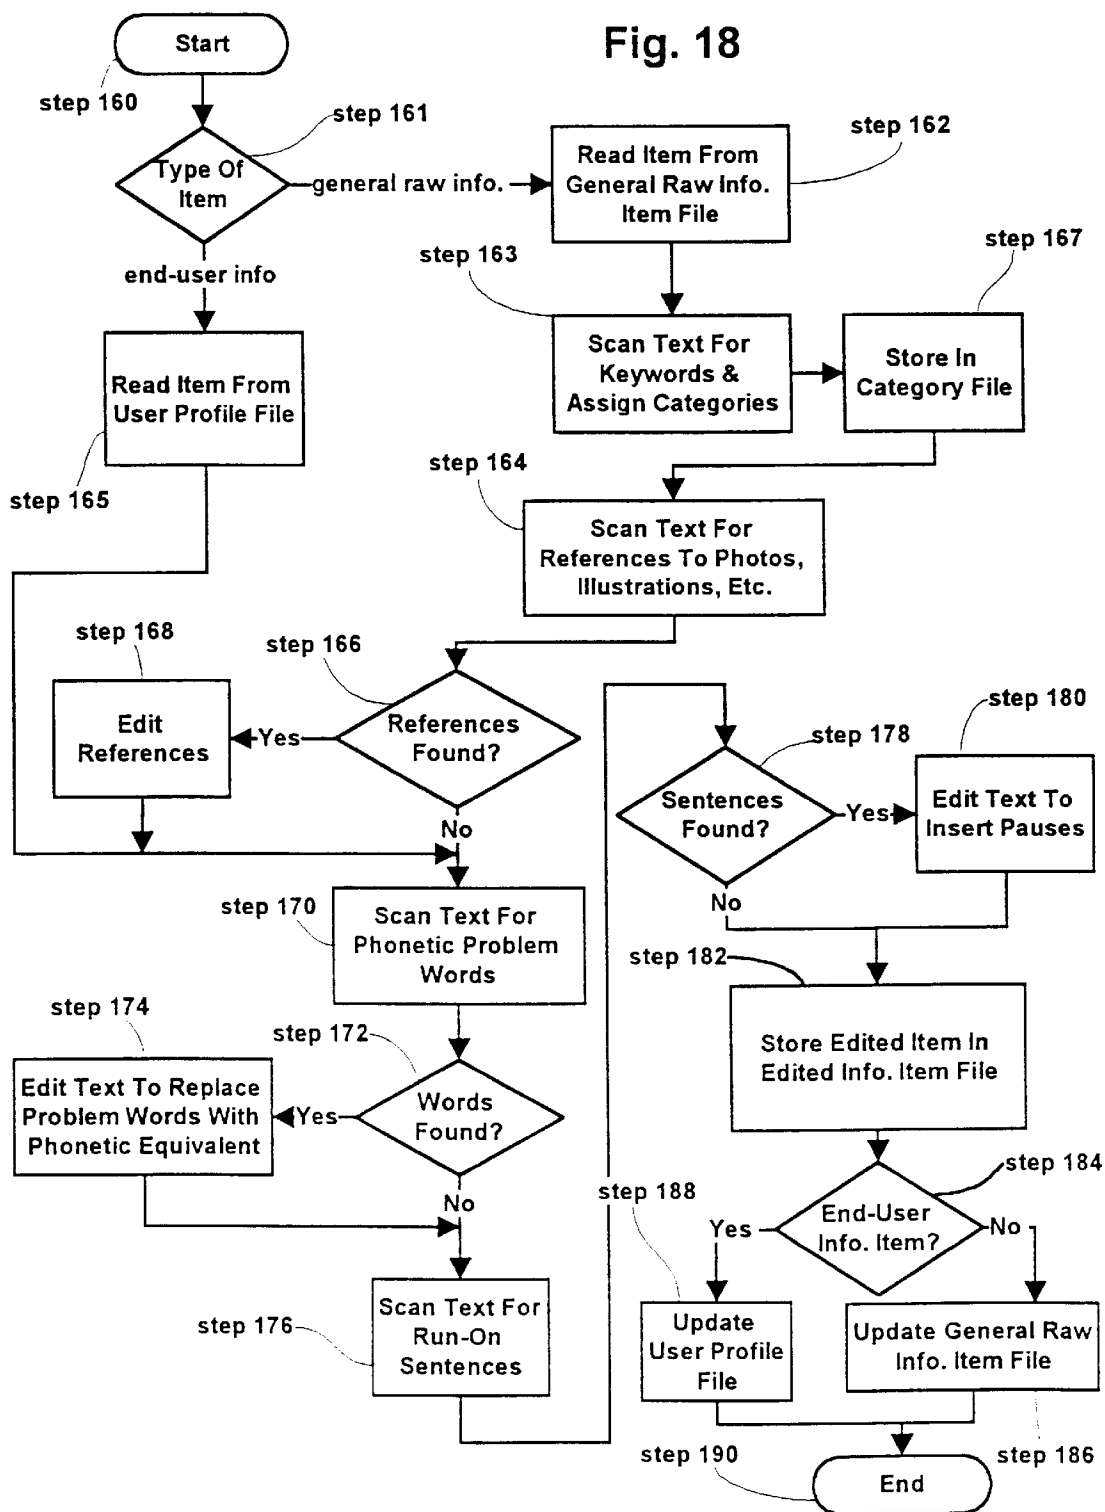 Fig. 18
Start
step 160
step 161
Type Of
Item
general raw info.
step 162
Read Item From
General Raw Info.
Item File
end-user info
step 163
step 167
Scan Text For
Keywords &
Assign Categories
Store In
Category File
Read Item From
User Profile File
step 165
step 164
Scan Text For
References To Photos,
Illustrations, Etc.
step 168
step 166
Edit
References
Yes
References
Found?
No
step 170
Scan Text For
Phonetic Problem
Words
step 174
step 172
Edit Text To Replace
Problem Words With
Phonetic Equivalent
Yes
Words
Found?
No
step 176
Scan Text For
Run-On
Sentences
step 178
step 180
Sentences
Found?
Yes
Edit Text To
Insert Pauses
No
step 182
Store Edited Item In
Edited Info. Item File
step 184
step 188
Yes
End-User
Info. Item?
No
Update
User Profile
File
Update General Raw
Info. Item File
step 190
step 186
End